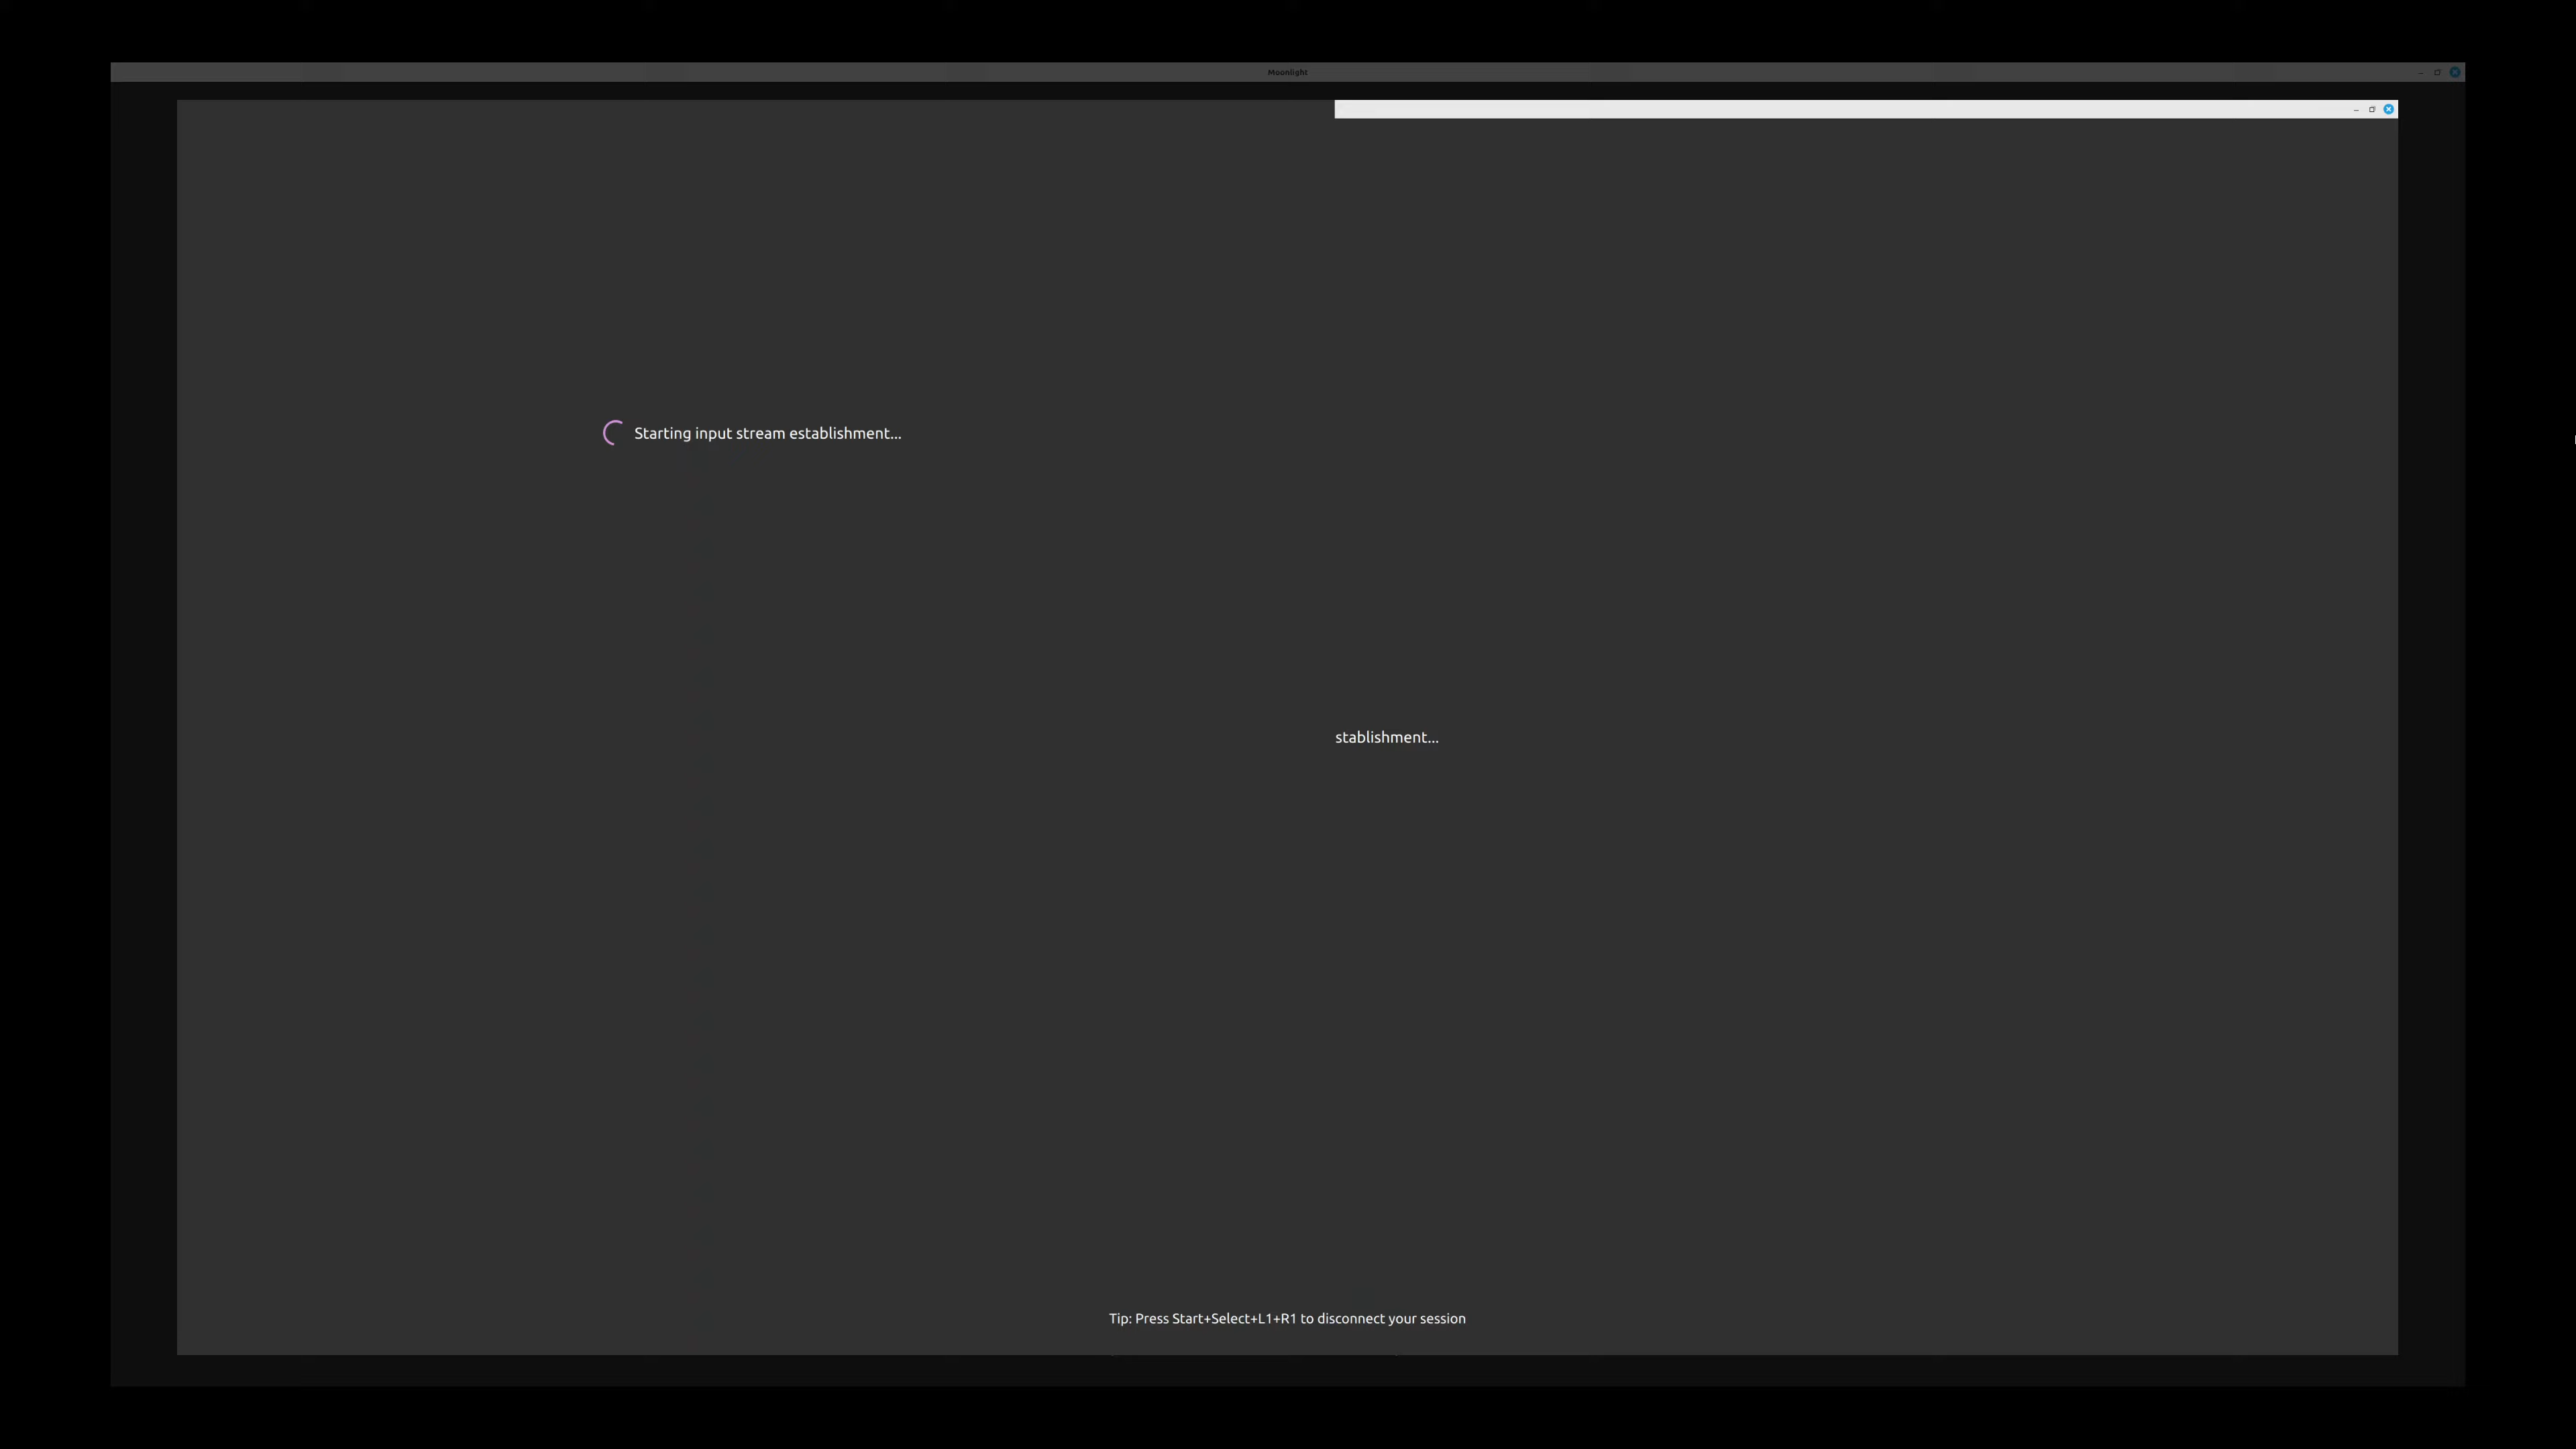 Moonlight
Starting input stream establishment...
stablishment...
Tip: Press Start+Select+L1+R1 to disconnect your session